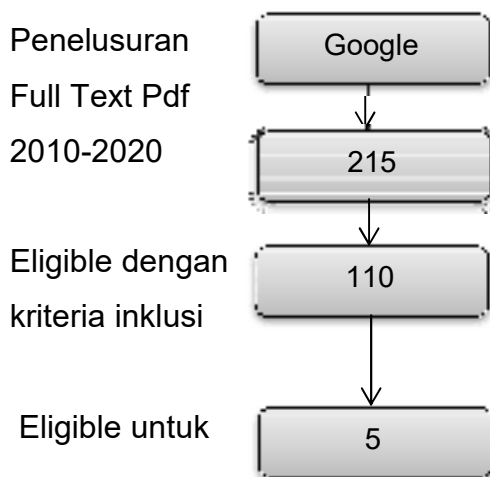 Penelusuran
Full Text Pdf
2010-2020
Google
215
Eligible dengan
kriteria inklusi
110
Eligible untuk
5